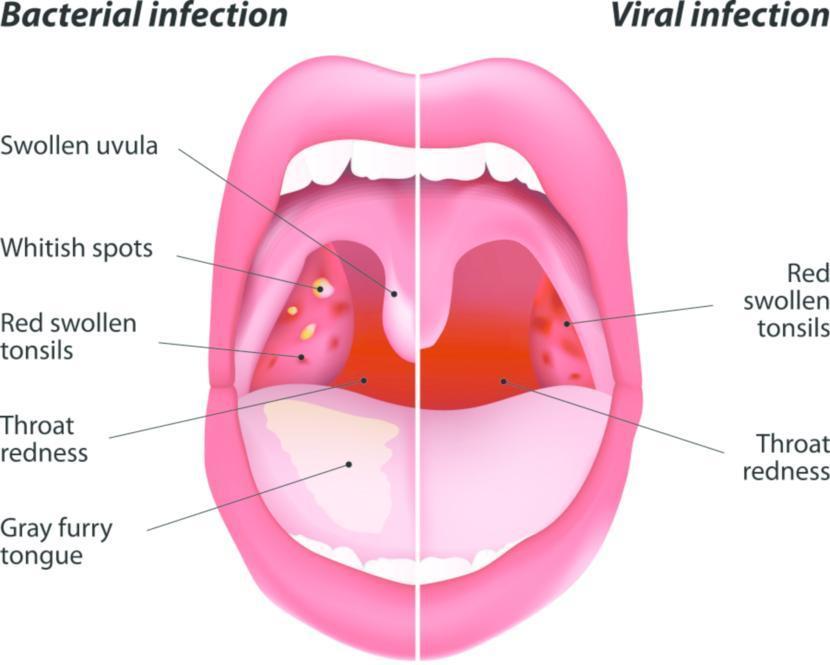 Bacterial infection
Viral infection
Swollen uvula
Whitish spots
Red swollen
tonsils
Throat
redness
Gray furry
tongue
Red
swollen
tonsils
Throat
redness